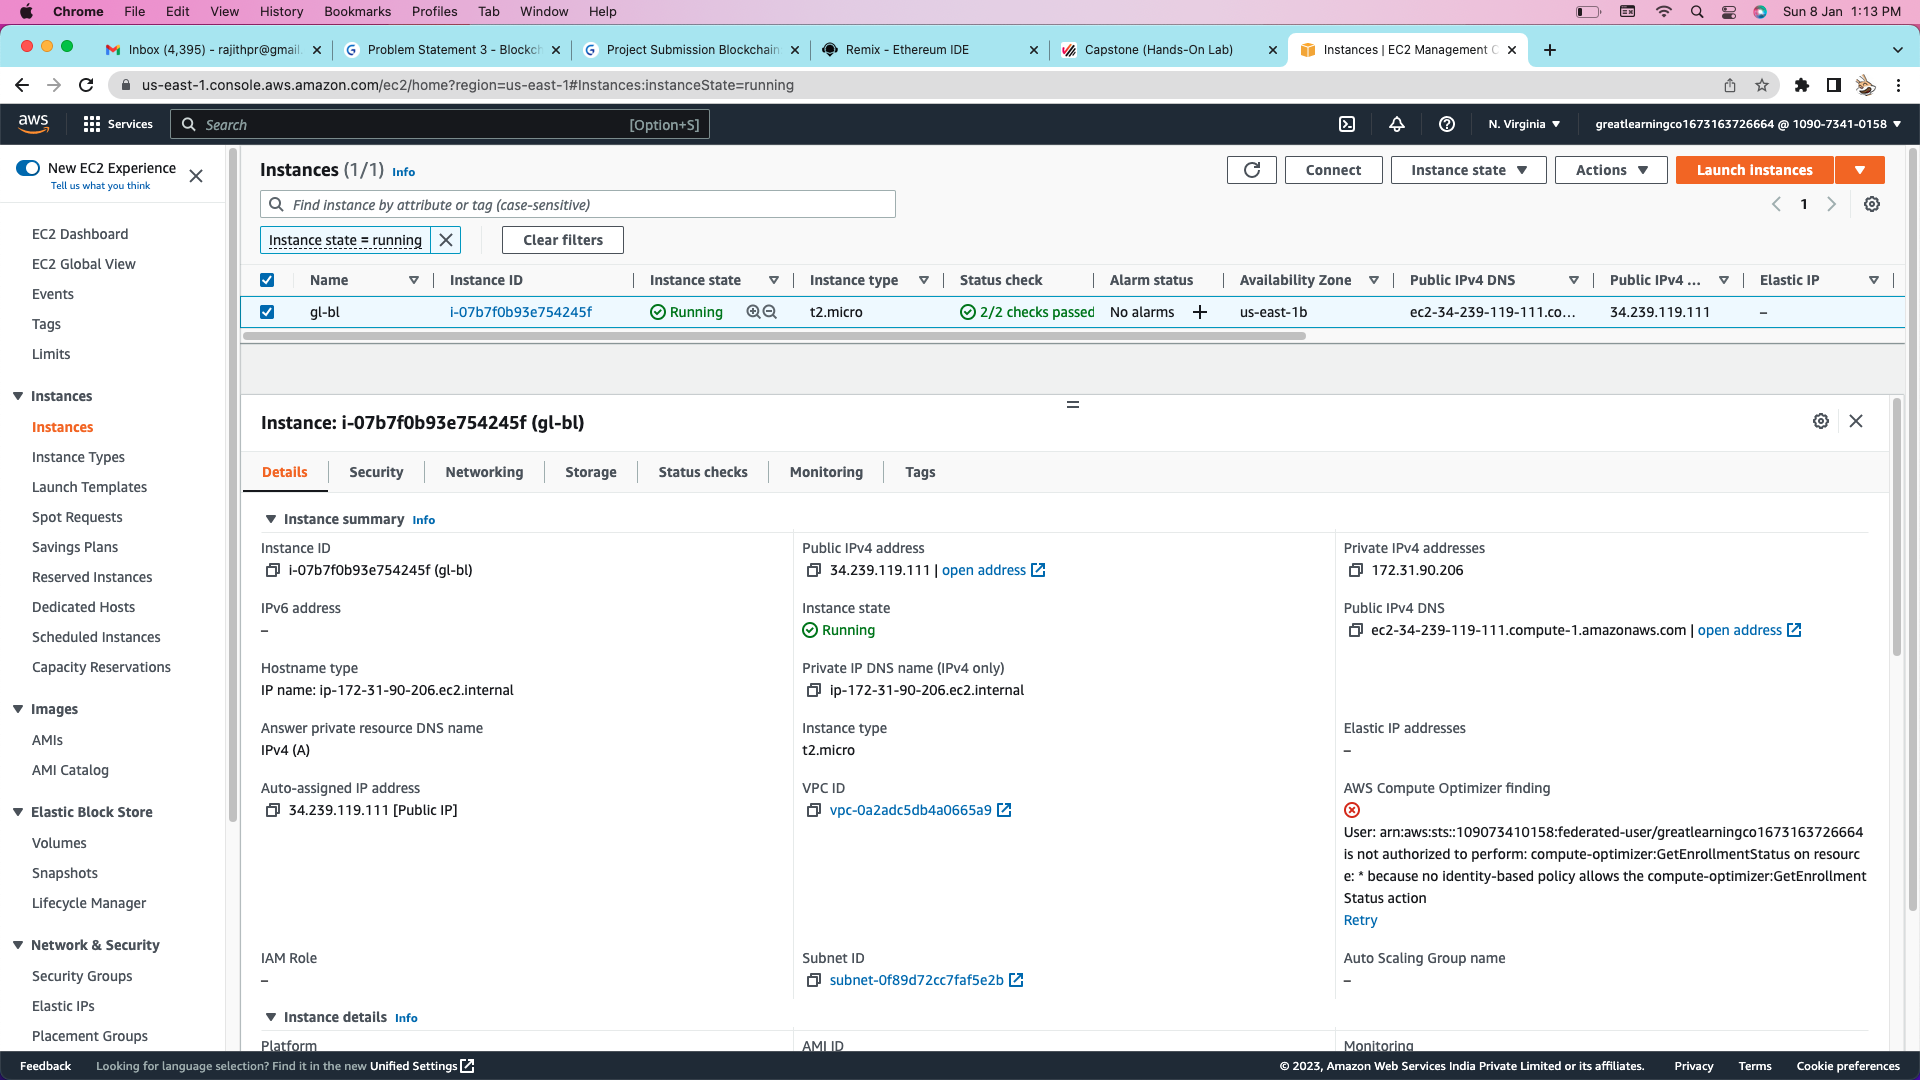 Chrome File Edit View History Bookmarks Profiles Tab Window Help Sun 8 Jan 1:13 PM
Inbox (4,395) - rajithpr@gmail. Problem Statement 3 - Blockch Project Submission Blockchain Remix - Ethereum IDE Capstone (Hands-On Lab) Instances | EC2 Management C
us-east-1.console.aws.amazon.com/ec2/home?region=us-east-1#Instances:instanceState=running
aws Services Search [Option+S] N. Virginia greatlearningco1673163726664 @ 1090-7341-0158
New EC2 Experience
Tell us what you think
EC2 Dashboard
EC2 Global View
Events
Tags
Limits
Instances
Instances
Instance Types
Launch Templates
Spot Requests
Savings Plans
Reserved Instances
Dedicated Hosts
Scheduled Instances
Capacity Reservations
Images
AMIs
AMI Catalog
Elastic Block Store
Volumes
Snapshots
Lifecycle Manager
Network & Security
Security Groups
Elastic IPs
Placement Groups
Instances (1/1) Info Connect Instance state Actions Launch instances
Find instance by attribute or tag (case-sensitive) 1
Instance state = running Clear filters
Name Instance ID Instance state Instance type Status check Alarm status Availability Zone Public IPv4 DNS Public IPv4 ... Elastic IP
gl-bl i-07b7f0b93e754245f Running t2.micro 2/2 checks passed No alarms us-east-1b ec2-34-239-119-111.co... 34.239.119.111 –
Instance: i-07b7f0b93e754245f (gl-bl)
Details Security Networking Storage Status checks Monitoring Tags
Instance summary Info
Instance ID
i-07b7f0b93e754245f (gl-bl)
Public IPv4 address
34.239.119.111 | open address
Private IPv4 addresses
172.31.90.206
IPv6 address
–
Instance state
Running
Public IPv4 DNS
ec2-34-239-119-111.compute-1.amazonaws.com | open address
Hostname type
IP name: ip-172-31-90-206.ec2.internal
Private IP DNS name (IPv4 only)
ip-172-31-90-206.ec2.internal
Answer private resource DNS name
IPv4 (A)
Instance type
t2.micro
Elastic IP addresses
–
Auto-assigned IP address
34.239.119.111 [Public IP]
VPC ID
vpc-0a2adc5db4a0665a9
AWS Compute Optimizer finding
User: arn:aws:sts::109073410158:federated-user/greatlearningco1673163726664
is not authorized to perform: compute-optimizer:GetEnrollmentStatus on resourc
e: * because no identity-based policy allows the compute-optimizer:GetEnrollment
Status action
Retry
IAM Role
–
Subnet ID
subnet-0f89d72cc7faf5e2b
Auto Scaling Group name
–
Instance details Info
Platform AMI ID Monitoring
Feedback Looking for language selection? Find it in the new Unified Settings © 2023, Amazon Web Services India Private Limited or its affiliates. Privacy Terms Cookie preferences